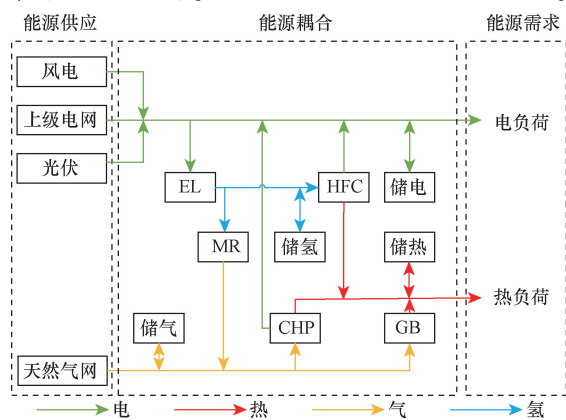 能源供应
能源耦合
能源需求
风电
上级电网
电负荷
光伏
EL
HFC
储电
MR
储氢
储热
热负荷
储气
CHP
GB
天然气网
电
热
气
氢